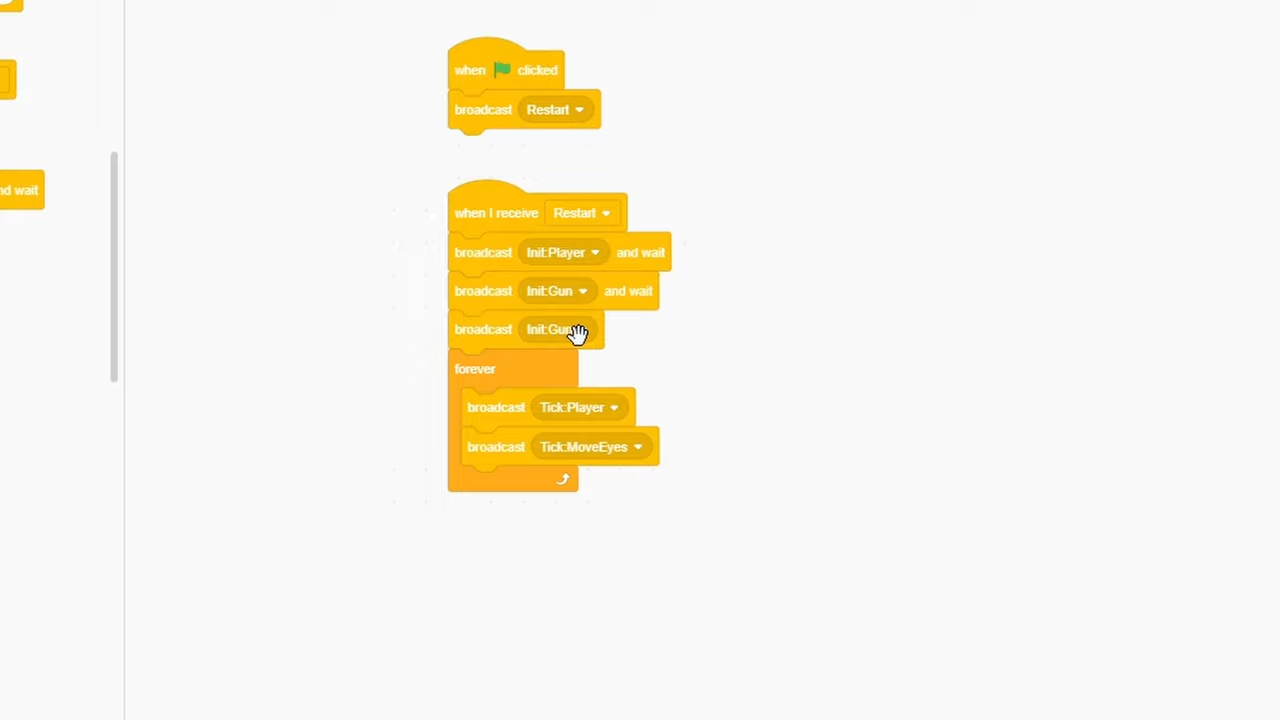 nd wait
when clicked
broadcast Restart
when I receive Restart
broadcast Init:Player and wait
broadcast Init:Gun and wait
broadcast
forever
broadcast Tick:Player
broadcast Tick:MoveEyes